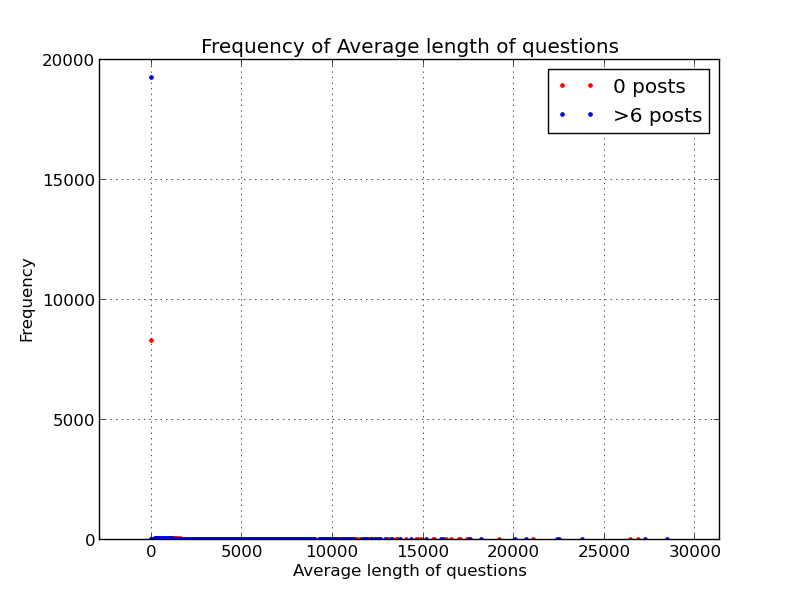 Frequency of Average length of questions
20000
15000
10000
5000
0
Frequency
0 posts
>6 posts
0 5000 10000 15000 20000 25000 30000
Average length of questions